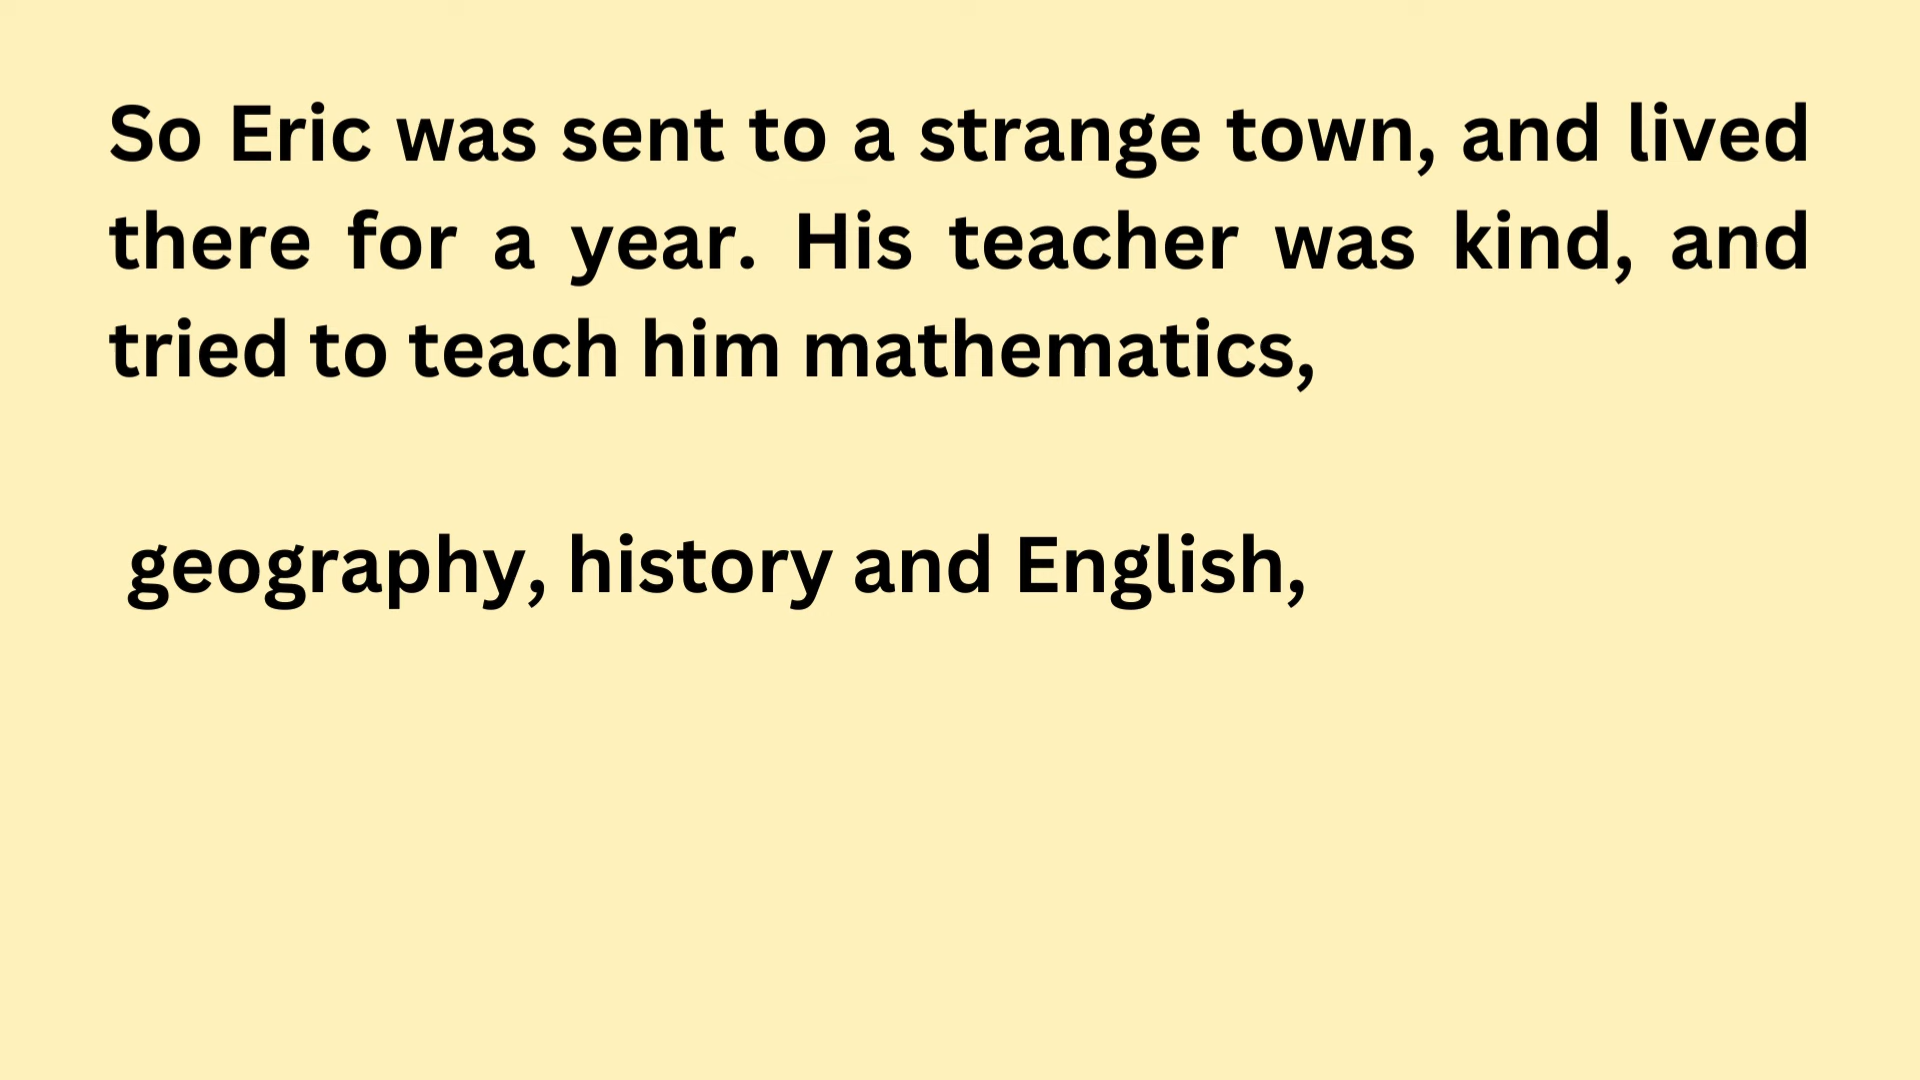 So Eric was sent to a strange town, and lived
there for a year. His teacher was kind, and
tried to teach him mathematics,
geography, history and English,